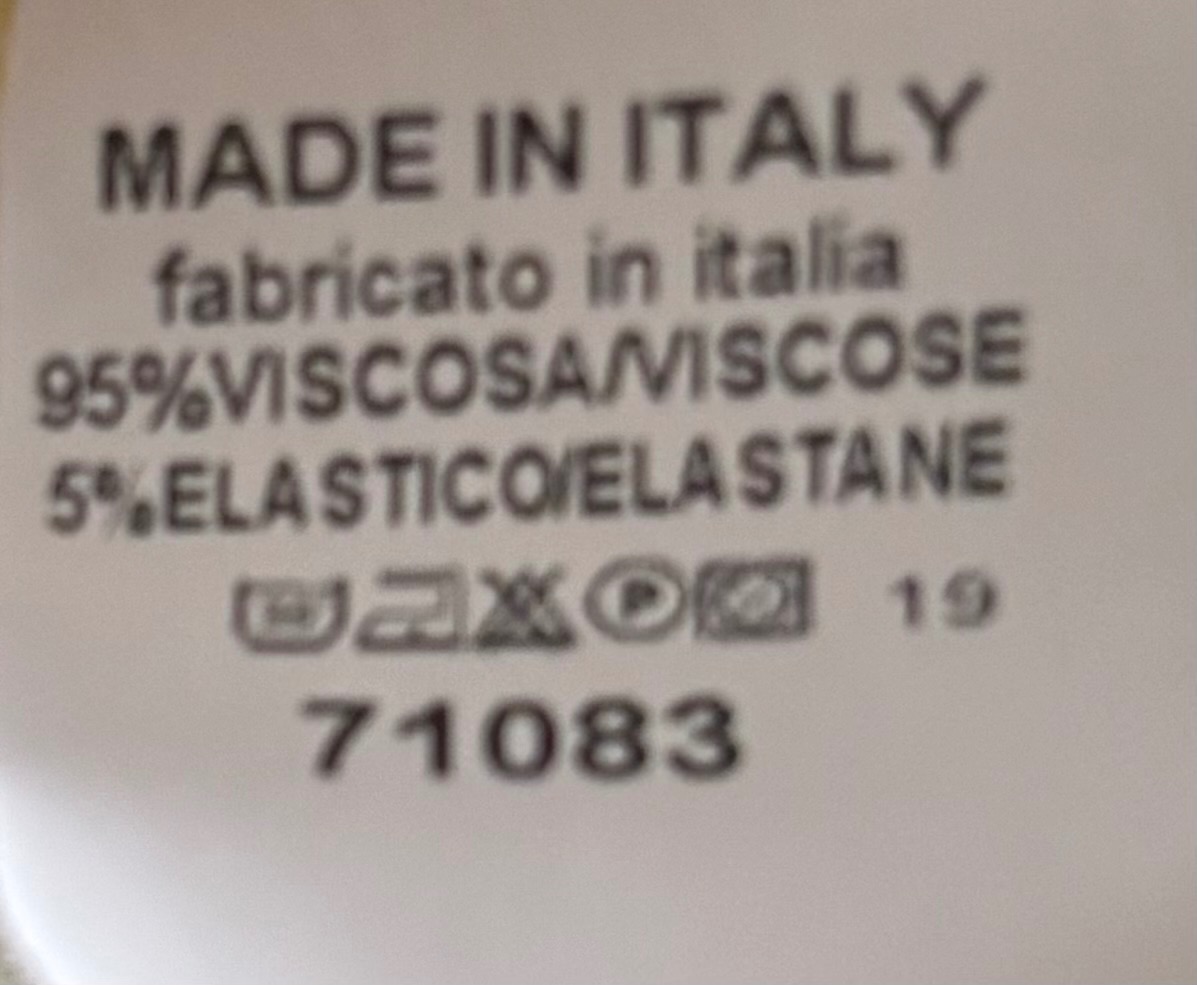 MADE IN ITALY
fabricato in italia
95%VISCOSA/VISCOSE
5%ELASTICO/ELASTANE
P 19
71083